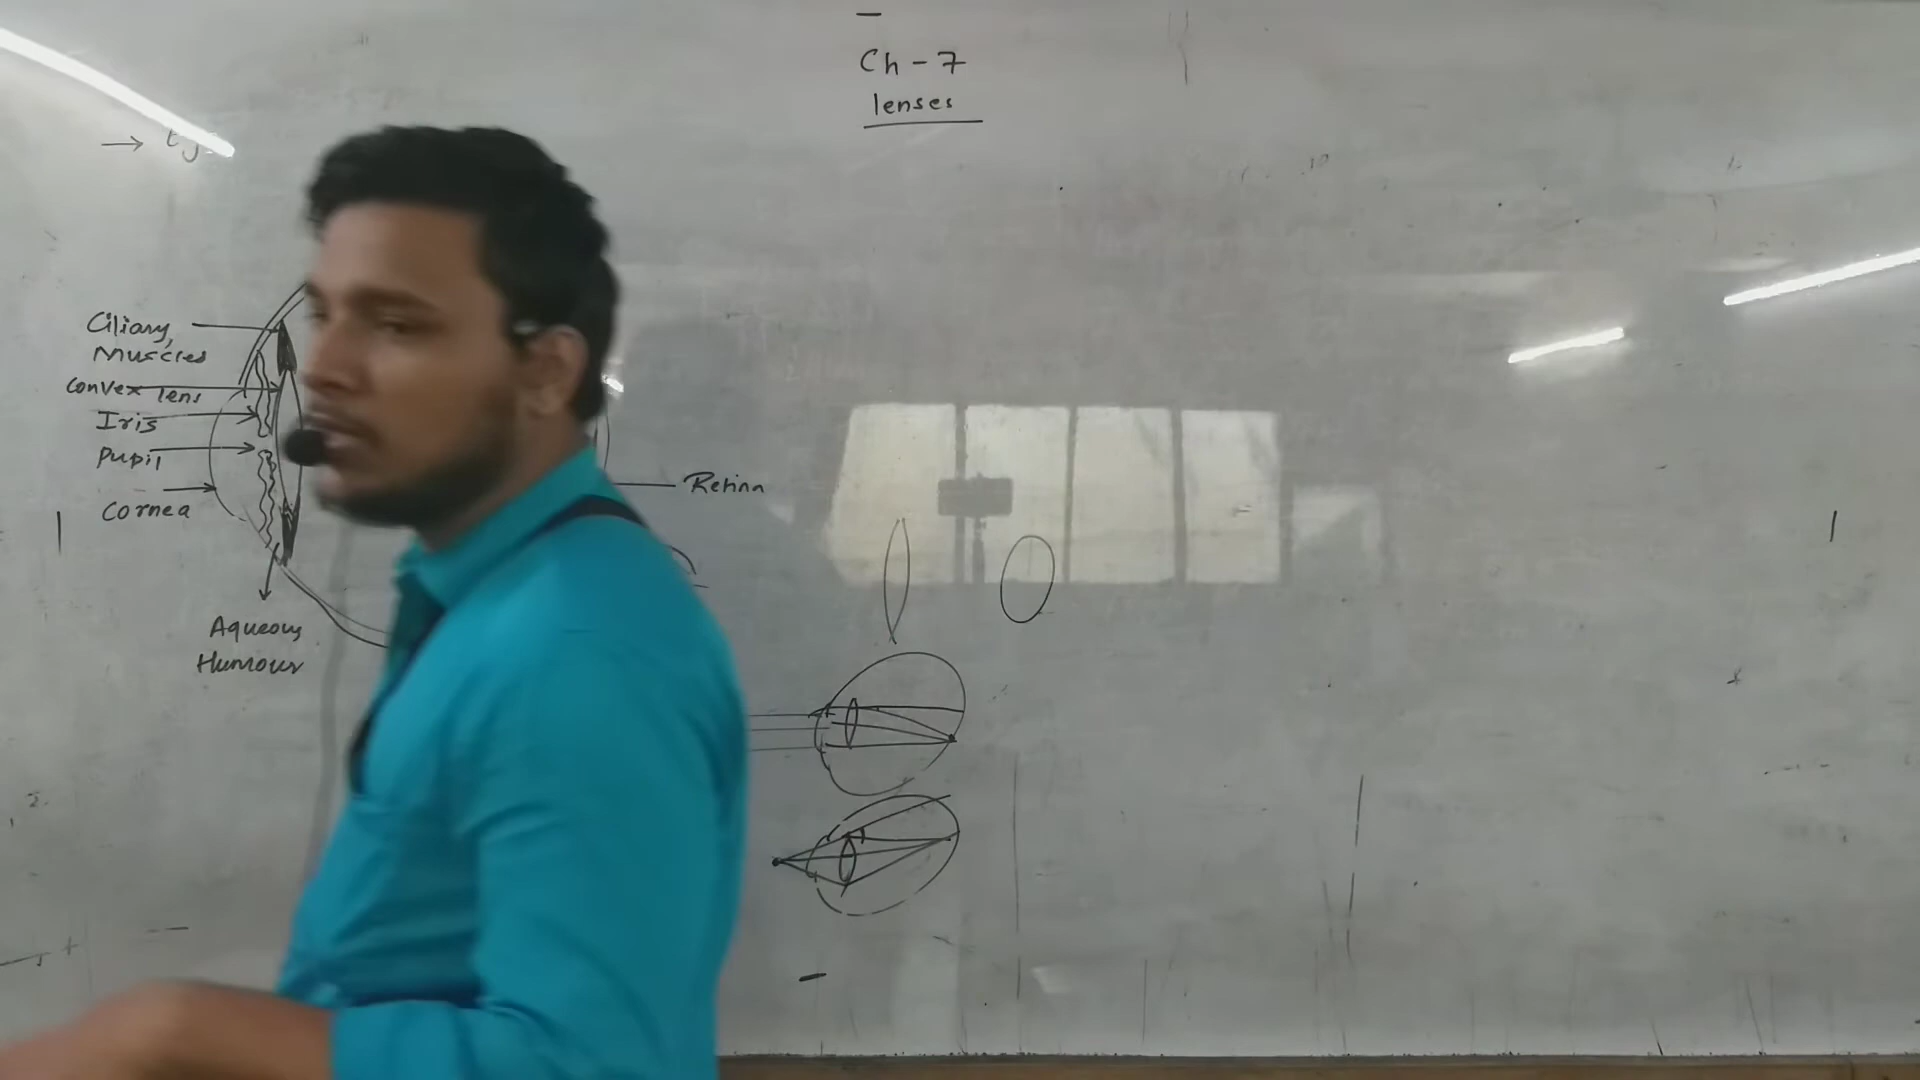 Ch - 7
lenses
→
Ciliary
Muscles
Convex lens
Iris
Pupil
Cornea
Retina
Aqueous
Humour